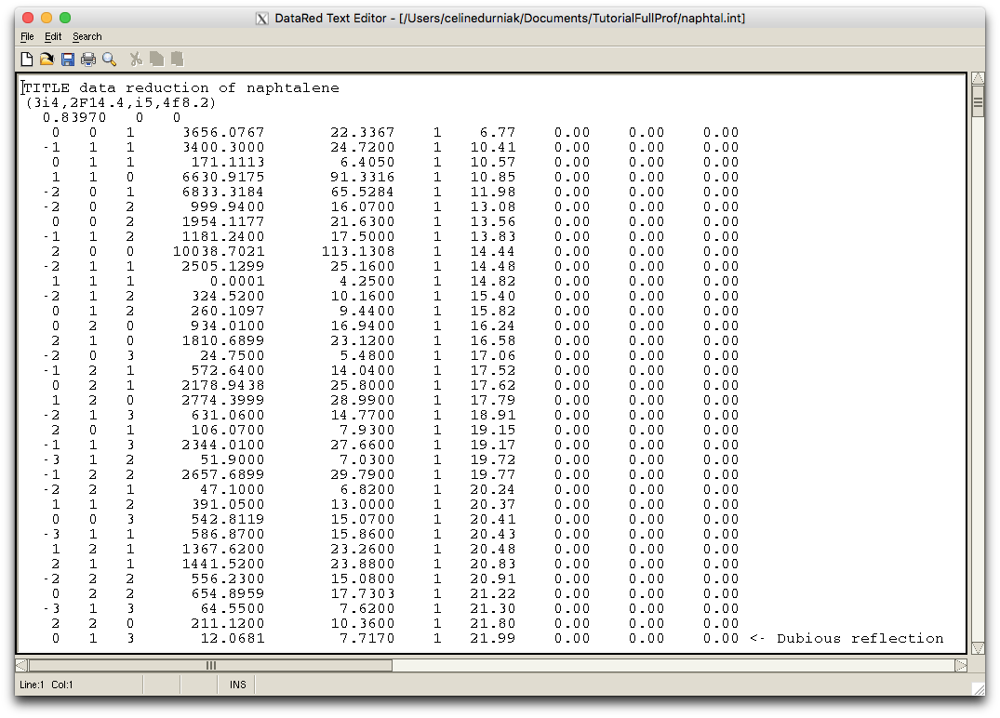 DataRed Text Editor - [/Users/celinedurniak/Documents/TutorialFullProf/naphtal.int]
File Edit Search
TITLE data reduction of naphtalene
(3i4,2F14.4,i5,4f8.2)
0.83970 0 0
0 0 1 3656.0767 22.3367 1 6.77 0.00 0.00 0.00
-1 1 1 3400.3000 24.7200 1 10.41 0.00 0.00 0.00
0 1 1 171.1113 6.4050 1 10.57 0.00 0.00 0.00
1 1 0 6630.9175 91.3316 1 10.85 0.00 0.00 0.00
-2 0 1 6833.3184 65.5284 1 11.98 0.00 0.00 0.00
-2 0 2 999.9400 16.0700 1 13.08 0.00 0.00 0.00
0 0 2 1954.1177 21.6300 1 13.56 0.00 0.00 0.00
-1 1 2 1181.2400 17.5000 1 13.83 0.00 0.00 0.00
2 0 0 10038.7021 113.1308 1 14.44 0.00 0.00 0.00
-2 1 1 2505.1299 25.1600 1 14.48 0.00 0.00 0.00
1 1 1 0.0001 4.2500 1 14.82 0.00 0.00 0.00
-2 1 2 324.5200 10.1600 1 15.40 0.00 0.00 0.00
0 1 2 260.1097 9.4400 1 15.82 0.00 0.00 0.00
0 2 0 934.0100 16.9400 1 16.24 0.00 0.00 0.00
2 1 0 1810.6899 23.1200 1 16.58 0.00 0.00 0.00
-2 0 3 24.7500 5.4800 1 17.06 0.00 0.00 0.00
-1 2 1 572.6400 14.0400 1 17.52 0.00 0.00 0.00
0 2 1 2178.9438 25.8000 1 17.62 0.00 0.00 0.00
1 2 0 2774.3999 28.9900 1 17.79 0.00 0.00 0.00
-2 1 3 631.0600 14.7700 1 18.91 0.00 0.00 0.00
2 0 1 106.0700 7.9300 1 19.15 0.00 0.00 0.00
-1 1 3 2344.0100 27.6600 1 19.17 0.00 0.00 0.00
-3 1 2 51.9000 7.0300 1 19.72 0.00 0.00 0.00
-1 2 2 2657.6899 29.7900 1 19.77 0.00 0.00 0.00
-2 2 1 47.1000 6.8200 1 20.24 0.00 0.00 0.00
1 1 2 391.0500 13.0000 1 20.37 0.00 0.00 0.00
0 0 3 542.8119 15.0700 1 20.41 0.00 0.00 0.00
-3 1 1 586.8700 15.8600 1 20.43 0.00 0.00 0.00
1 2 1 1367.6200 23.2600 1 20.48 0.00 0.00 0.00
2 1 1 1441.5200 23.8800 1 20.83 0.00 0.00 0.00
-2 2 2 556.2300 15.0800 1 20.91 0.00 0.00 0.00
0 2 2 654.8959 17.7303 1 21.22 0.00 0.00 0.00
-3 1 3 64.5500 7.6200 1 21.30 0.00 0.00 0.00
2 2 0 211.1200 10.3600 1 21.80 0.00 0.00 0.00
0 1 3 12.0681 7.7170 1 21.99 0.00 0.00 0.00 <- Dubious reflection
Line:1 Col:1 INS